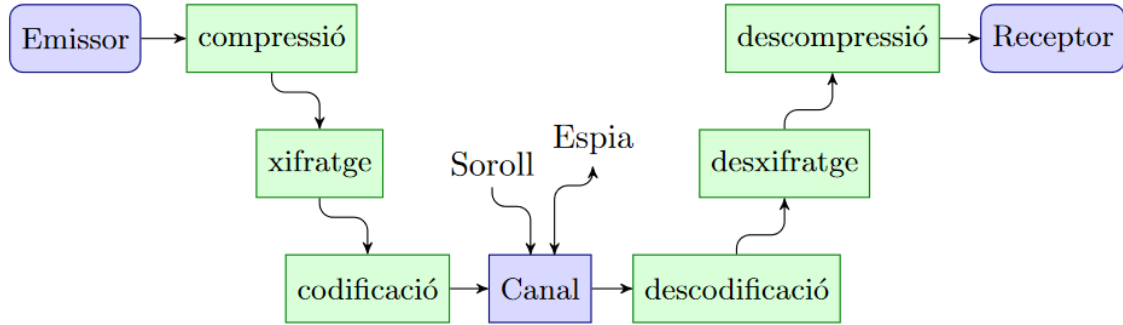 Emissor
compressió
descompressió
Receptor
xifratge
Soroll
Espia
desxifratge
codificació
Canal
descodificació